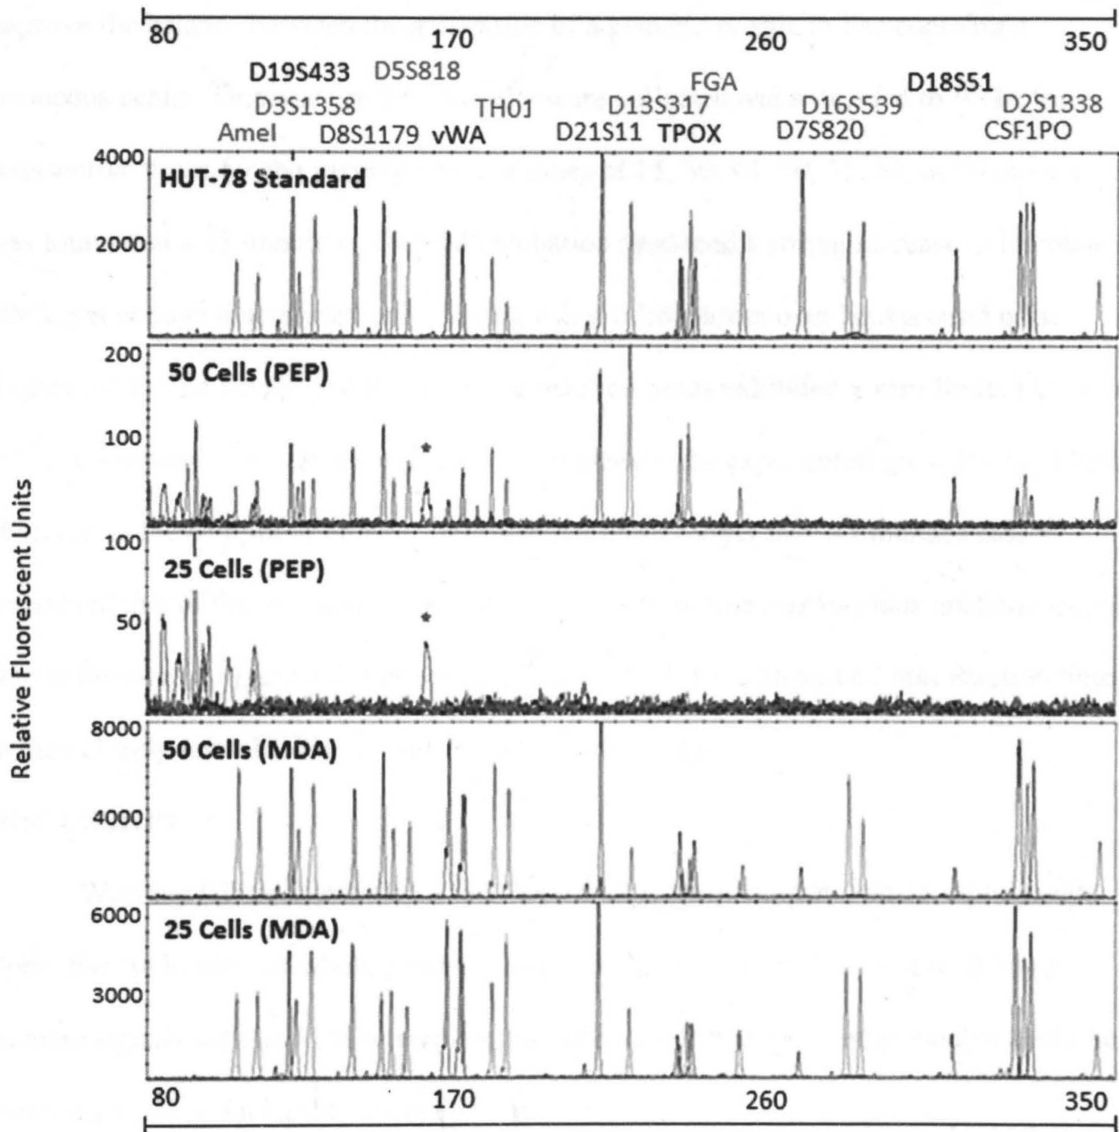 80 170 260 350
D19S433 D5S818 FGA D18S51
D3S1358 TH01 D13S317 D16S539 D2S1338
Amel D8S1179 vWA D21S11 TPOX D7S820 CSF1PO
4000
HUT-78 Standard
2000
200
50 Cells (PEP)
100
*
100
25 Cells (PEP)
50
*
8000
50 Cells (MDA)
4000
6000
25 Cells (MDA)
3000
Relative Fluorescent Units
80 170 260 350